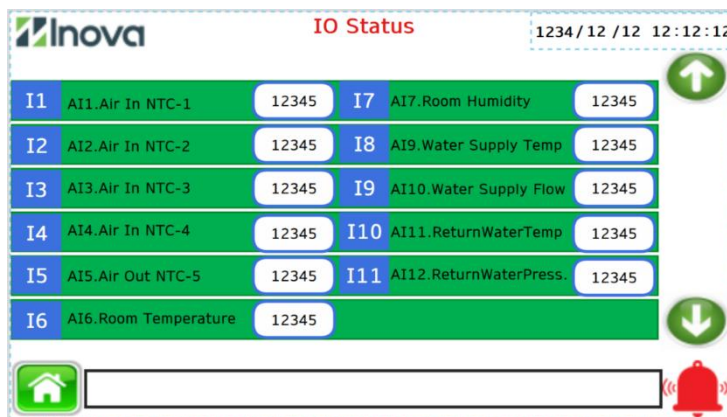 Inova
IO Status
1234/12/12 12:12:12
I1 AI1.Air In NTC-1 12345 I7 AI7.Room Humidity 12345
I2 AI2.Air In NTC-2 12345 I8 AI9.Water Supply Temp 12345
I3 AI3.Air In NTC-3 12345 I9 AI10.Water Supply Flow 12345
I4 AI4.Air In NTC-4 12345 I10 AI11.ReturnWaterTemp 12345
I5 AI5.Air Out NTC-5 12345 I11 AI12.ReturnWaterPress. 12345
I6 AI6.Room Temperature 12345